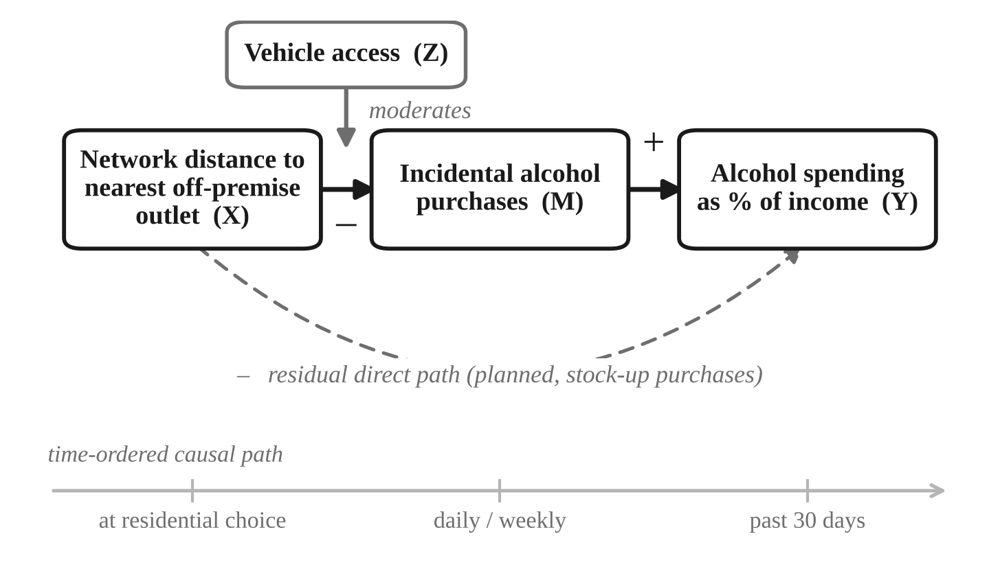 Vehicle access (Z)
moderates
Network distance to
nearest off-premise
outlet (X)
–
Incidental alcohol
purchases (M)
+
Alcohol spending
as % of income (Y)
– residual direct path (planned, stock-up purchases)
time-ordered causal path
at residential choice
daily / weekly
past 30 days